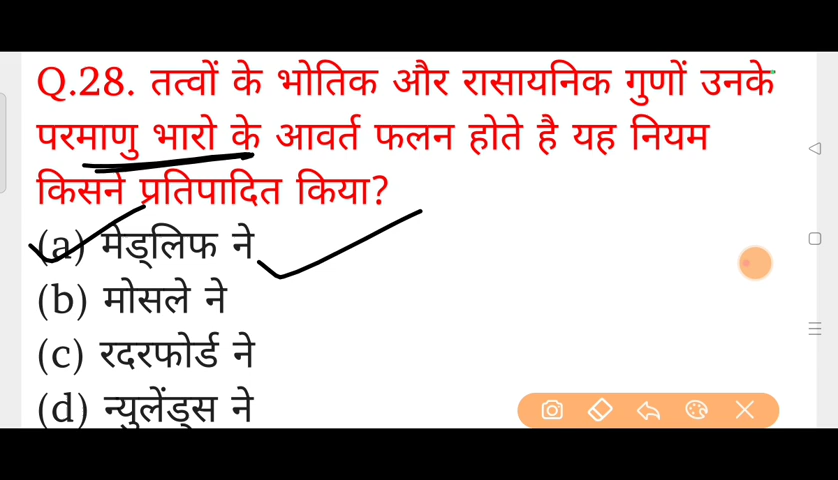 Q.28. तत्वों के भोतिक और रासायनिक गुणों उनके
परमाणु भारो के आवर्त फलन होते है यह नियम
किसने प्रतिपादित किया?
(a) मेड्लिफ ने
(b) मोसले ने
(c) रदरफोर्ड ने
(d) न्युलेंड्स ने